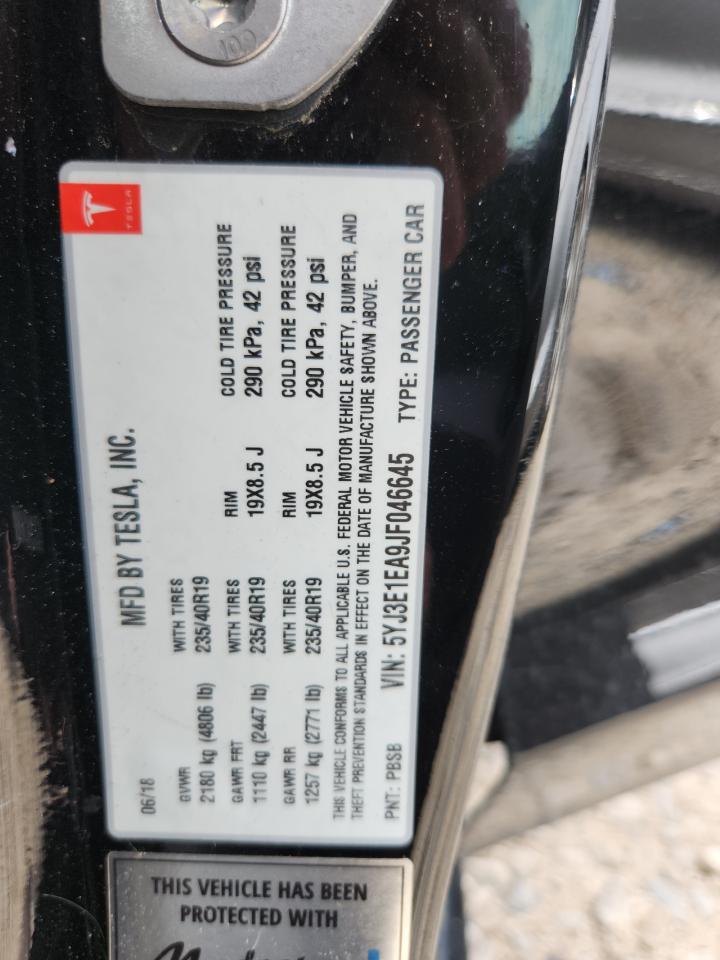 100
TESLA
MFD BY TESLA, INC.
06/18
GVWR WITH TIRES
2180 kg (4806 lb) 235/40R19
GAWR FRT WITH TIRES RIM COLD TIRE PRESSURE
1110 kg (2447 lb) 235/40R19 19X8.5 J 290 kPa, 42 psi
GAWR RR WITH TIRES RIM COLD TIRE PRESSURE
1257 kg (2771 lb) 235/40R19 19X8.5 J 290 kPa, 42 psi
THIS VEHICLE CONFORMS TO ALL APPLICABLE U.S. FEDERAL MOTOR VEHICLE SAFETY, BUMPER, AND
THEFT PREVENTION STANDARDS IN EFFECT ON THE DATE OF MANUFACTURE SHOWN ABOVE.
PNT: PBSB VIN: 5YJ3E1EA9JF046645 TYPE: PASSENGER CAR
THIS VEHICLE HAS BEEN
PROTECTED WITH